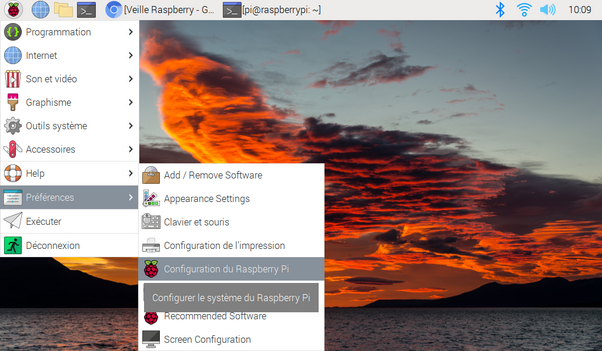 [Veille Raspberry - G...
[pi@raspberrypi: ~]
10:09
Programmation
Internet
Son et vidéo
Graphisme
Outils système
Accessoires
Help
Préférences
Exécuter
Déconnexion
Add / Remove Software
Appearance Settings
Clavier et souris
Configuration de l'impression
Configuration du Raspberry Pi
Configurer le système du Raspberry Pi
Recommended Software
Screen Configuration